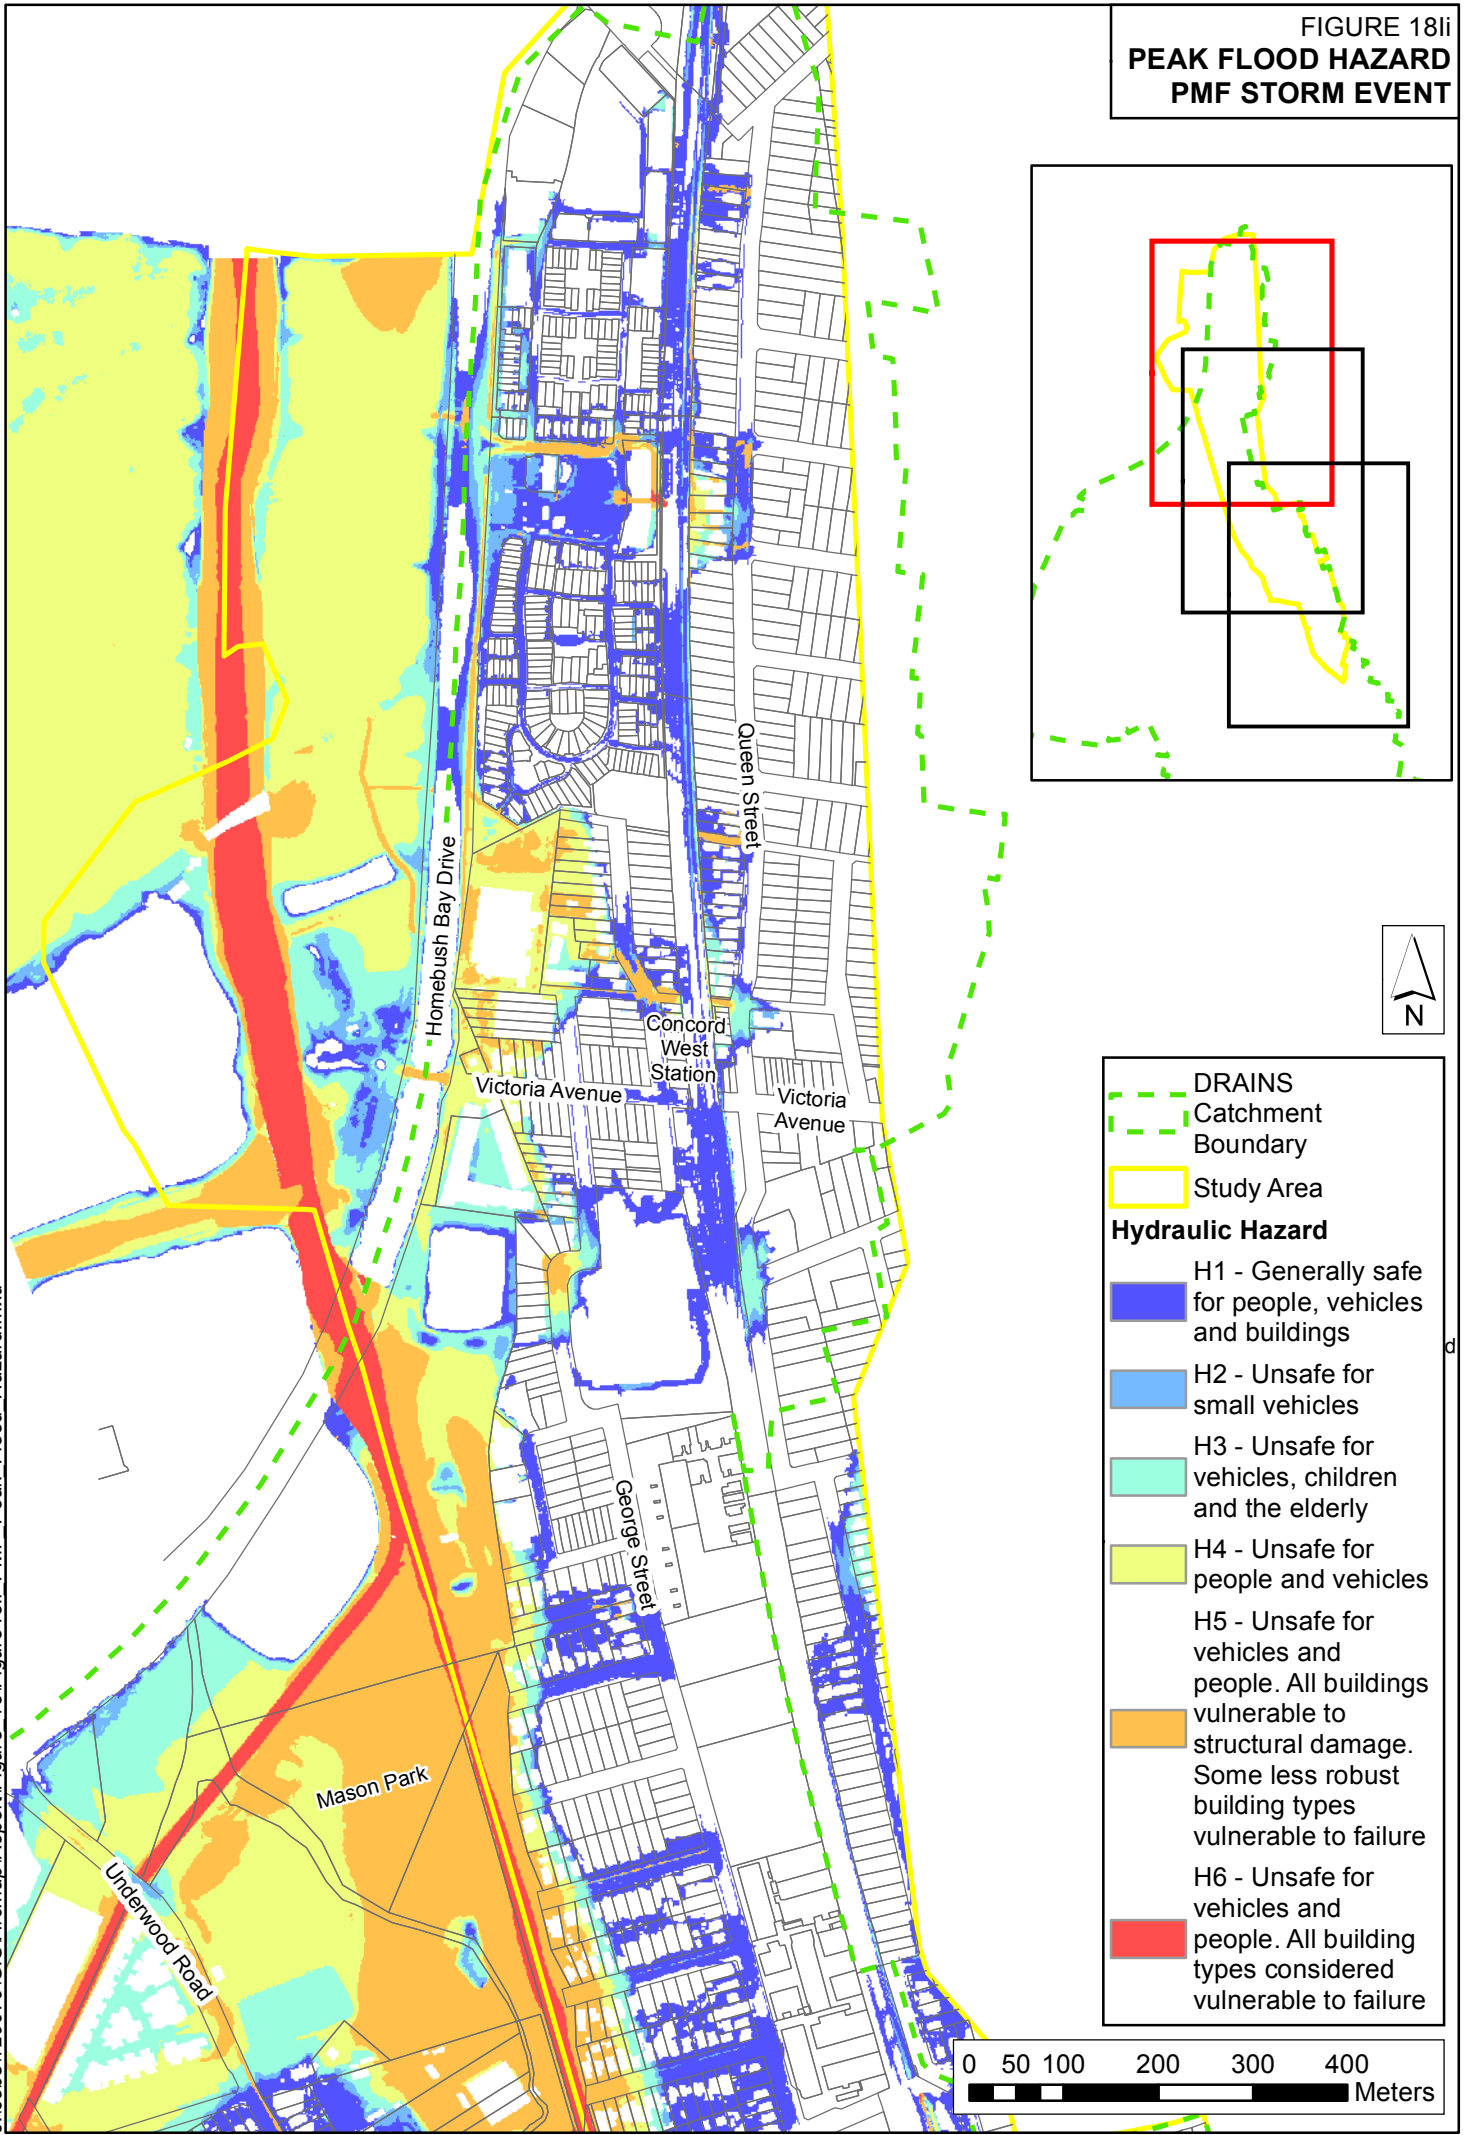 FIGURE 18Ii
PEAK FLOOD HAZARD
PMF STORM EVENT
Queen Street
Homebush Bay Drive
N
Concord
West
Station
Victoria Avenue
Victoria
Avenue
George Street
Mason Park
Underwood Road
DRAINS
Catchment
Boundary
Study Area
Hydraulic Hazard
H1 - Generally safe
for people, vehicles
and buildings
d
H2 - Unsafe for
small vehicles
H3 - Unsafe for
vehicles, children
and the elderly
H4 - Unsafe for
people and vehicles
H5 - Unsafe for
vehicles and
people. All buildings
vulnerable to
structural damage.
Some less robust
building types
vulnerable to failure
H6 - Unsafe for
vehicles and
people. All building
types considered
vulnerable to failure
0 50 100 200 300 400
Meters